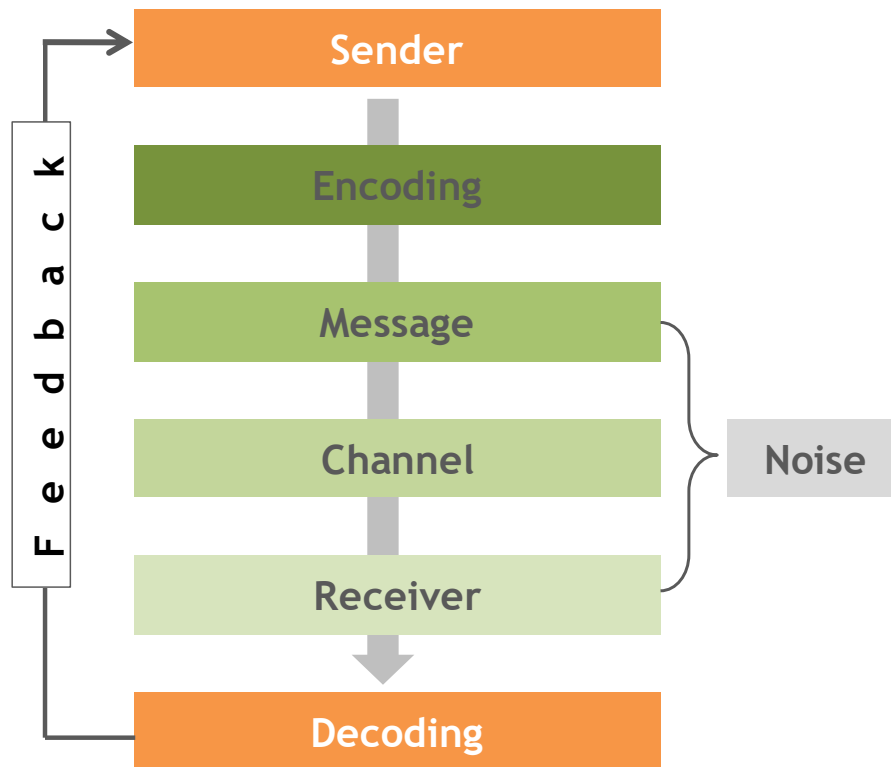 Sender
Encoding
Message
Channel
Receiver
Decoding
Feedback
Noise